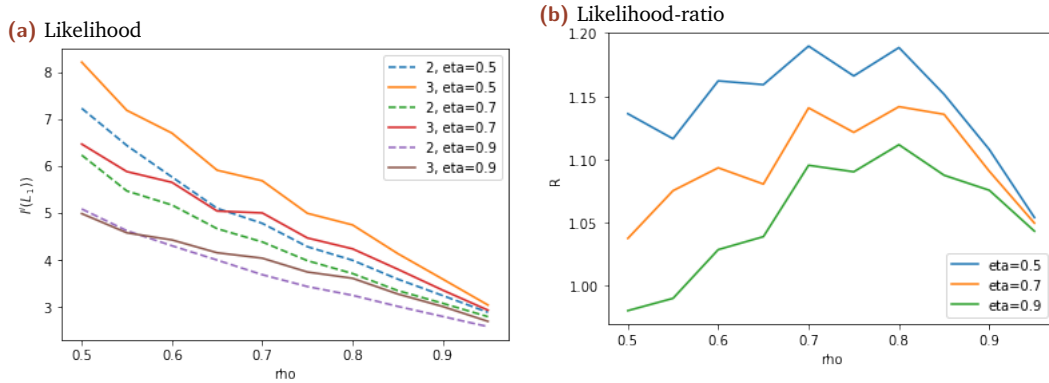 (a) Likelihood
8
7
6
5
4
3
0.5 0.6 0.7 0.8 0.9
rho
2, eta=0.5
3, eta=0.5
2, eta=0.7
3, eta=0.7
2, eta=0.9
3, eta=0.9
(b) Likelihood-ratio
1.20
1.15
1.10
1.05
1.00
R
0.5 0.6 0.7 0.8 0.9
rho
eta=0.5
eta=0.7
eta=0.9